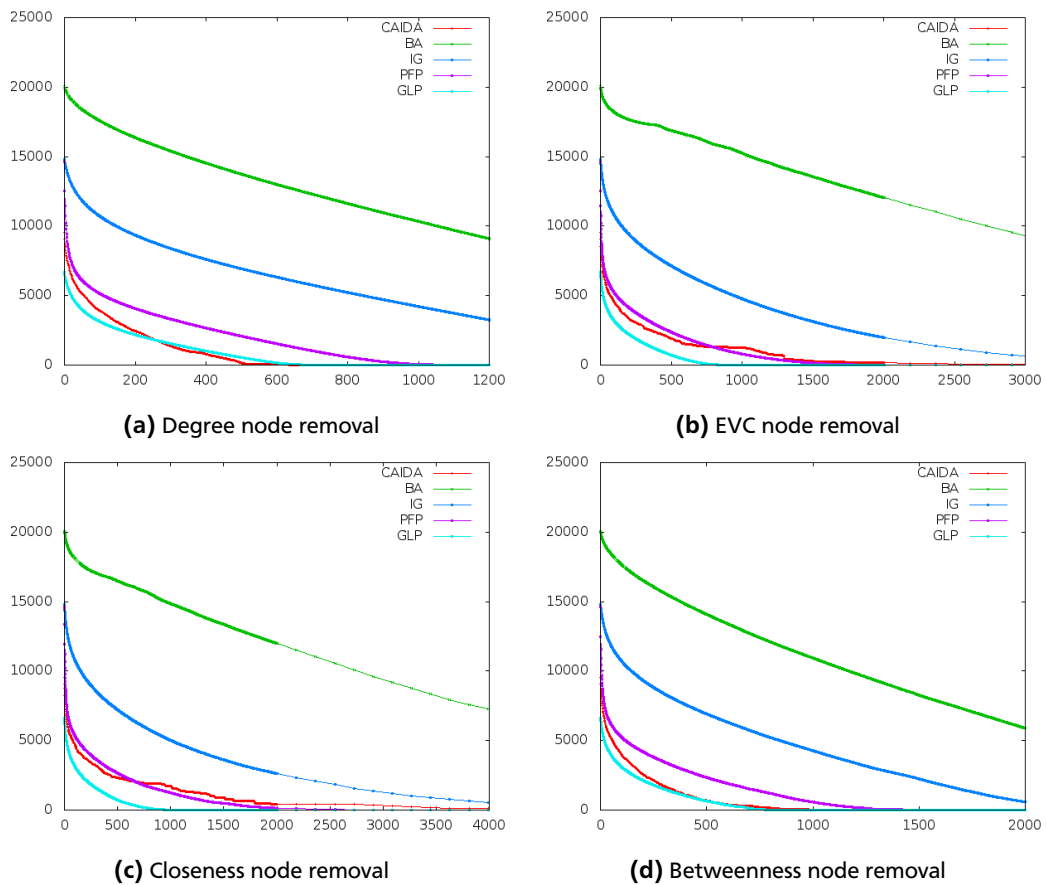 25000
20000
15000
10000
5000
0
0 200 400 600 800 1000 1200
CAIDA
BA
IG
PFP
GLP
(a) Degree node removal
25000
20000
15000
10000
5000
0
0 500 1000 1500 2000 2500 3000
CAIDA
BA
IG
PFP
GLP
(b) EVC node removal
25000
20000
15000
10000
5000
0
0 500 1000 1500 2000 2500 3000 3500 4000
CAIDA
BA
IG
PFP
GLP
(c) Closeness node removal
25000
20000
15000
10000
5000
0
0 500 1000 1500 2000
CAIDA
BA
IG
PFP
GLP
(d) Betweenness node removal